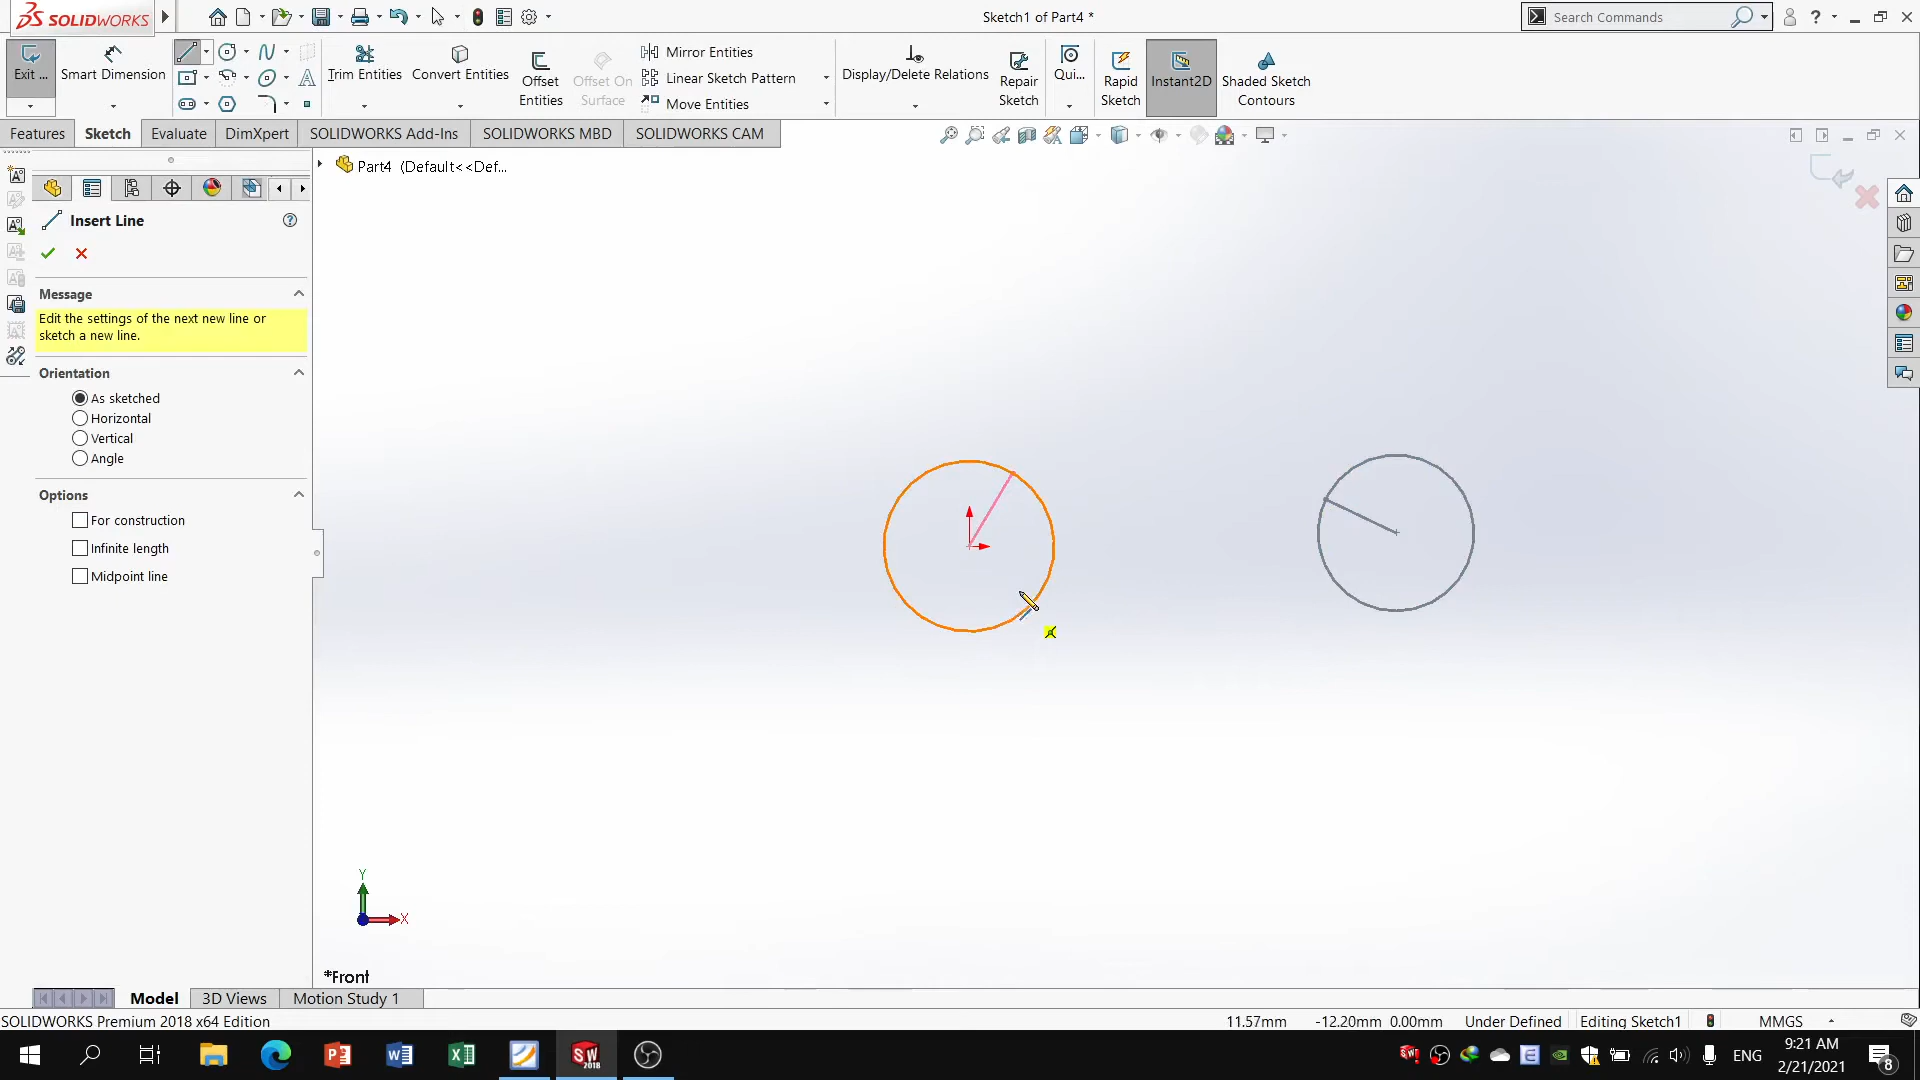 SOLIDWORKS
Sketch1 of Part4 *
Search Commands
Exit ...
Smart Dimension
Trim Entities
Convert Entities
Offset
Entities
Offset On
Surface
Mirror Entities
Linear Sketch Pattern
Move Entities
Display/Delete Relations
Repair
Sketch
Qui...
Rapid
Sketch
Instant2D
Shaded Sketch
Contours
Features
Sketch
Evaluate
DimXpert
SOLIDWORKS Add-Ins
SOLIDWORKS MBD
SOLIDWORKS CAM
Part4 (Default<<Def...
Insert Line
Message
Edit the settings of the next new line or
sketch a new line.
Orientation
As sketched
Horizontal
Vertical
Angle
Options
For construction
Infinite length
Midpoint line
Y
X
*Front
Model
3D Views
Motion Study 1
SOLIDWORKS Premium 2018 x64 Edition
11.57mm
-12.20mm
0.00mm
Under Defined
Editing Sketch1
MMGS
SW
2018
ENG
9:21 AM
2/21/2021
8